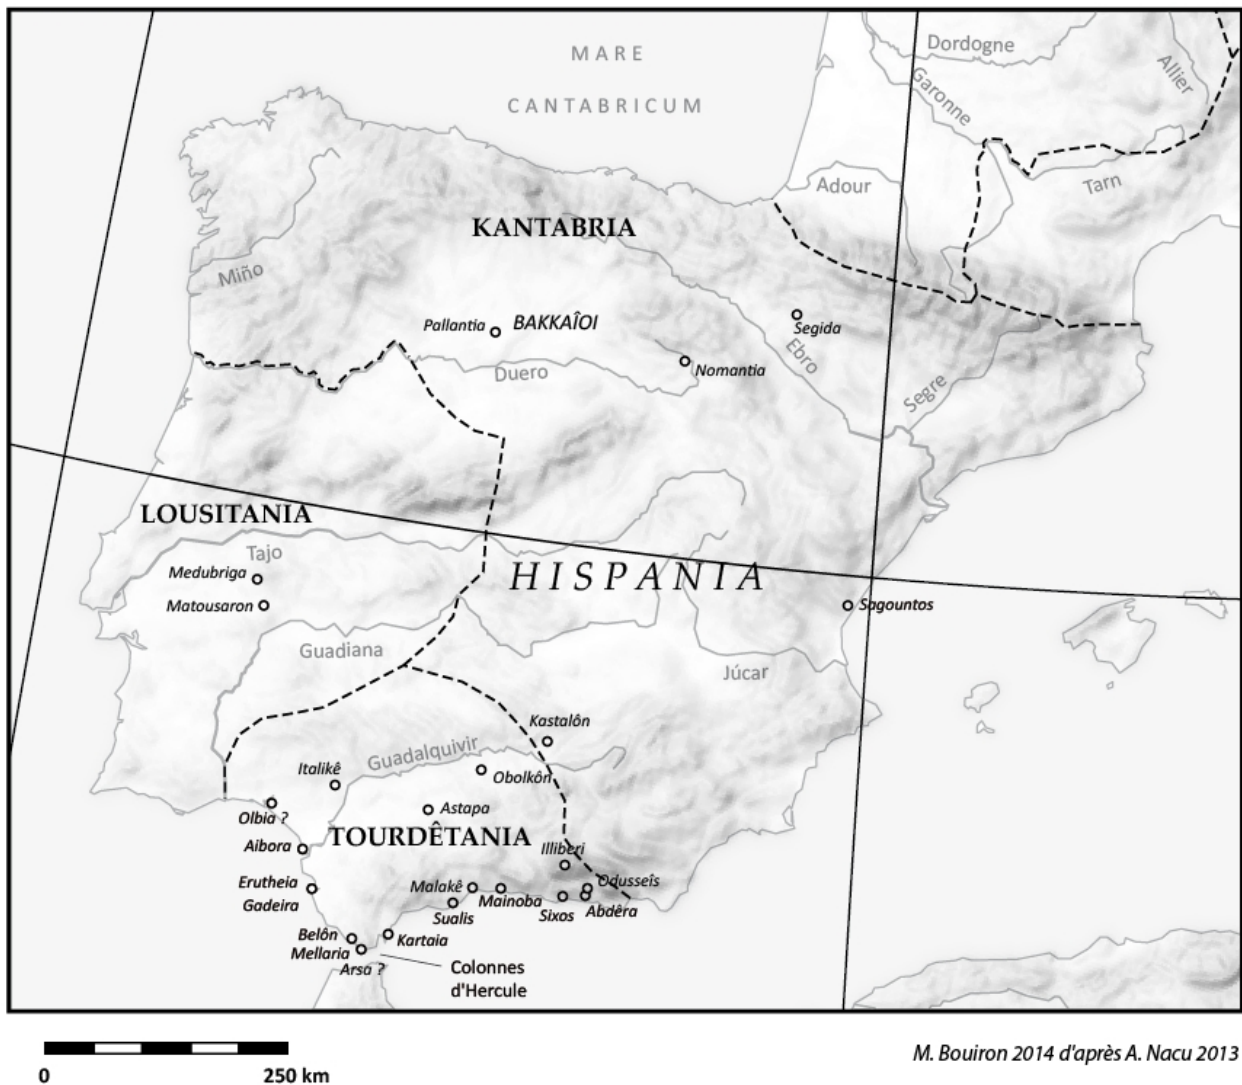 MARE
CANTABRICUM
Dordogne
Garonne
Allier
Adour
Tarn
KANTABRIA
Miño
Pallantia
BAKKAÎOI
Segida
Ebro
Nomantia
Duero
Segre
LOUSITANIA
Tajo
HISPANIA
Medubriga
Matousaron
Sagountos
Guadiana
Júcar
Kastalôn
Guadalquivir
Italikê
Obolkôn
Olbia ?
Astapa
TOURDÊTANIA
Aibora
Illiberi
Erutheia
Gadeira
Malakê
Mainoba
Odusseîs
Sualis
Sixos
Abdêra
Belôn
Mellaria
Kartaia
Arsa ?
Colonnes
d'Hercule
0
250 km
M. Bouiron 2014 d'après A. Nacu 2013